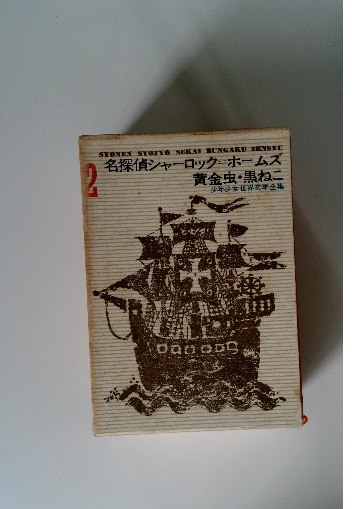 SYONEN SYOZYO SEKAI BUNGAKU ZENSYU
2
名探偵シャーロック=ホームズ
黄金虫・黒ねこ
少年少女世界文学全集